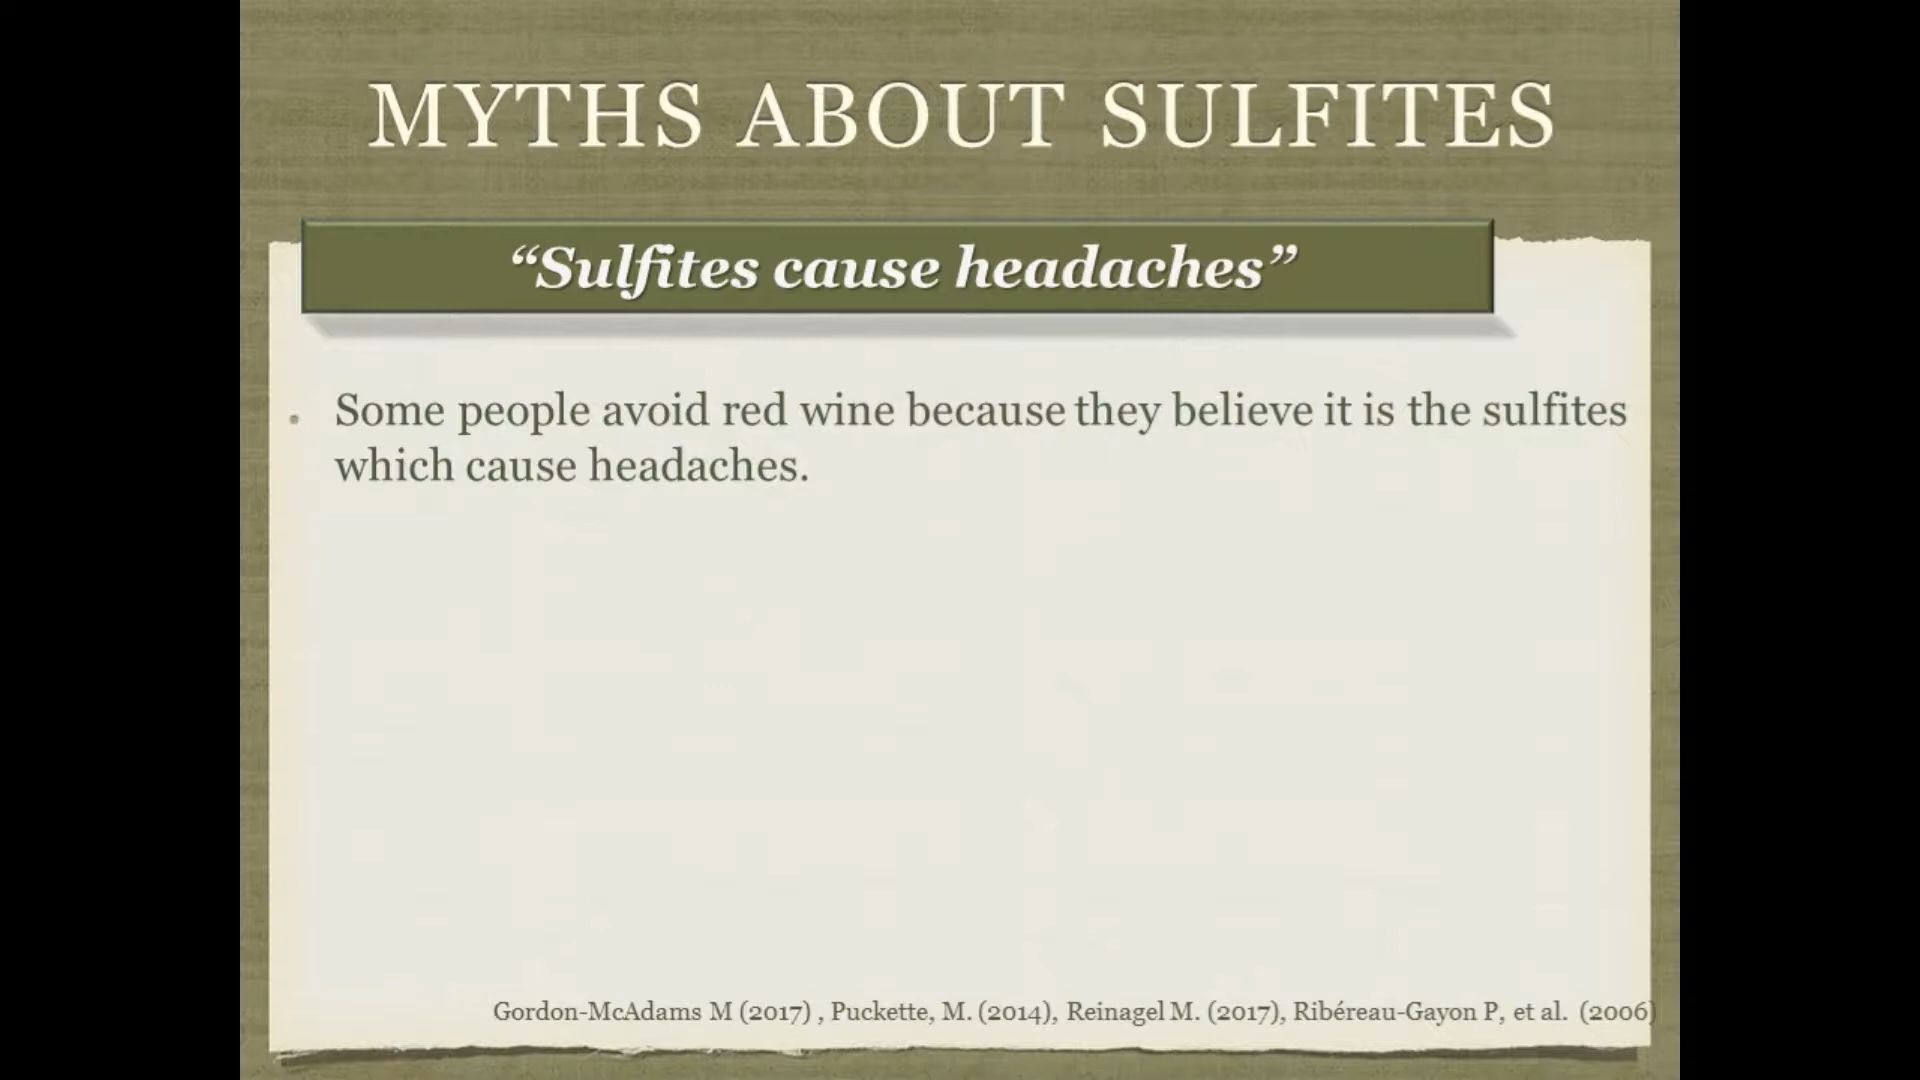 MYTHS ABOUT SULFITES
“Sulfites cause headaches”
• Some people avoid red wine because they believe it is the sulfites
which cause headaches.
Gordon-McAdams M (2017) , Puckette, M. (2014), Reinagel M. (2017), Ribéreau-Gayon P, et al. (2006)